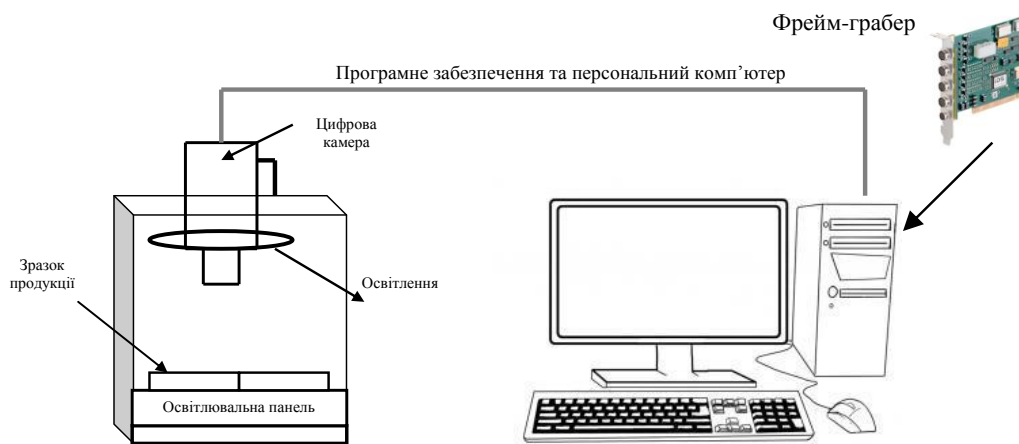 Фрейм-грабер
Програмне забезпечення та персональний комп’ютер
Цифрова
камера
Зразок
продукції
Освітлення
Освітлювальна панель